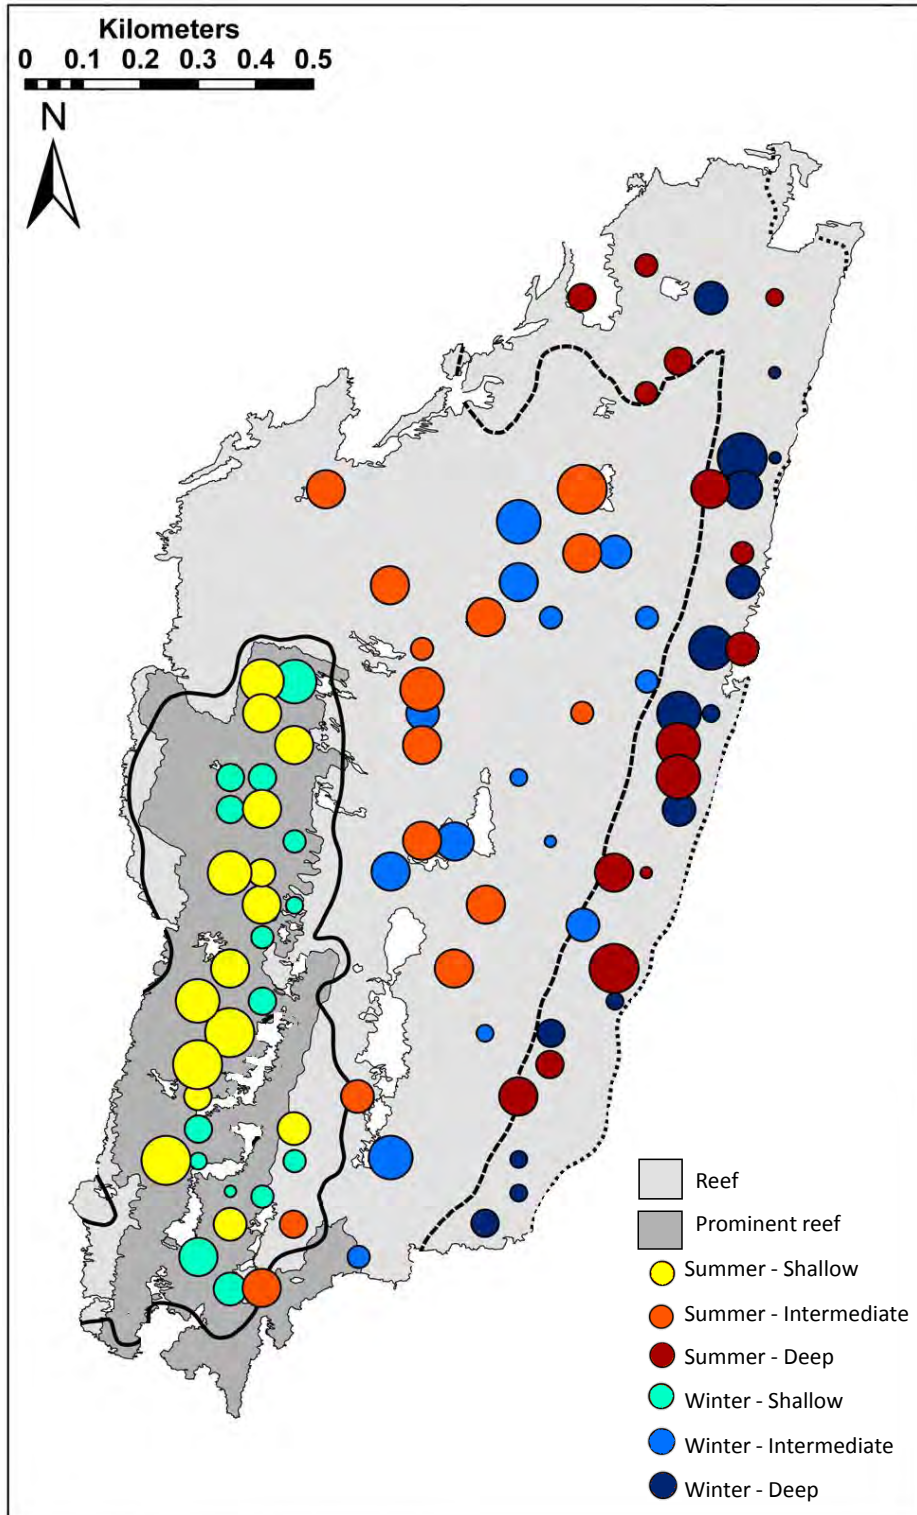 Kilometers
0 0.1 0.2 0.3 0.4 0.5
N
Reef
Prominent reef
Summer - Shallow
Summer - Intermediate
Summer - Deep
Winter - Shallow
Winter - Intermediate
Winter - Deep